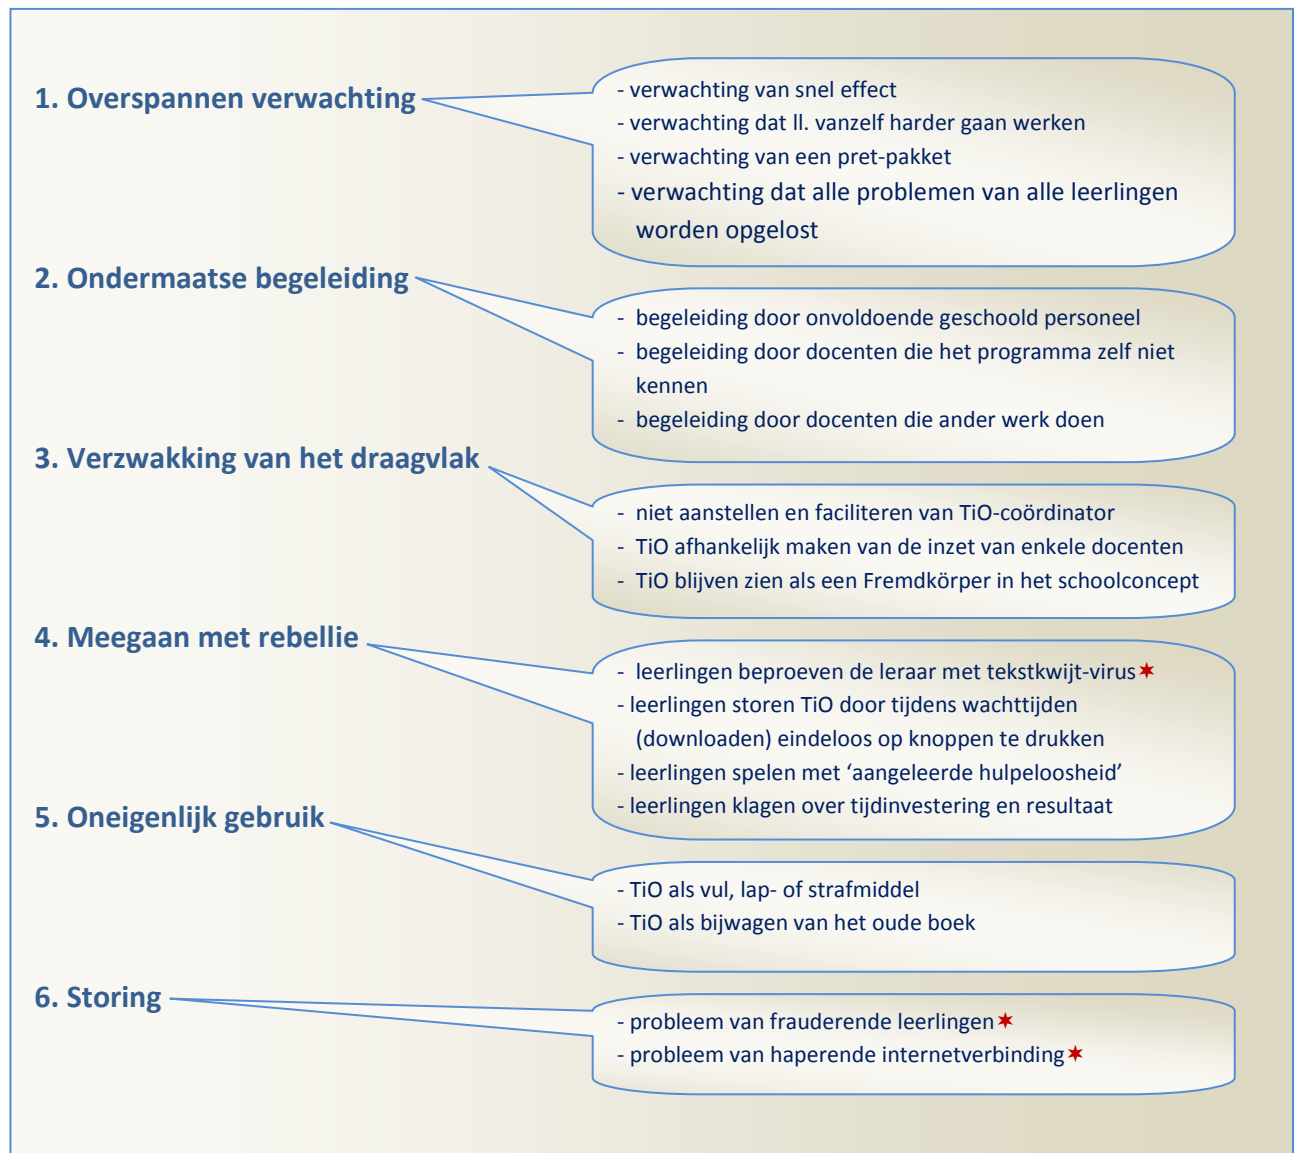 1. Overspannen verwachting
- verwachting van snel effect
- verwachting dat ll. vanzelf harder gaan werken
- verwachting van een pret-pakket
- verwachting dat alle problemen van alle leerlingen
worden opgelost
2. Ondermaatse begeleiding
- begeleiding door onvoldoende geschoold personeel
- begeleiding door docenten die het programma zelf niet
kennen
- begeleiding door docenten die ander werk doen
3. Verzwakking van het draagvlak
- niet aanstellen en faciliteren van TiO-coördinator
- TiO afhankelijk maken van de inzet van enkele docenten
- TiO blijven zien als een Fremdkörper in het schoolconcept
4. Meegaan met rebellie
- leerlingen beproeven de leraar met tekstkwijt-virus✶
- leerlingen storen TiO door tijdens wachttijden
(downloaden) eindeloos op knoppen te drukken
- leerlingen spelen met ‘aangeleerde hulpeloosheid’
- leerlingen klagen over tijdinvestering en resultaat
5. Oneigenlijk gebruik
- TiO als vul, lap- of strafmiddel
- TiO als bijwagen van het oude boek
6. Storing
- probleem van frauderende leerlingen✶
- probleem van haperende internetverbinding✶